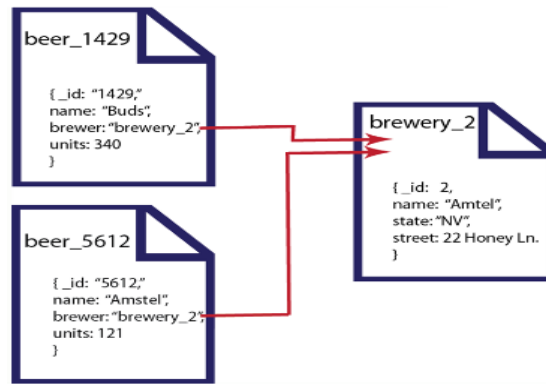 beer_1429
{ _id: “1429,”
name: “Buds”,
brewer: “brewery_2”,
units: 340
}
beer_5612
{ _id: “5612,”
name: “Amstel”,
brewer: “brewery_2”,
units: 121
}
brewery_2
{ _id: 2,
name: “Amtel”,
state: “NV”,
street: 22 Honey Ln.
}